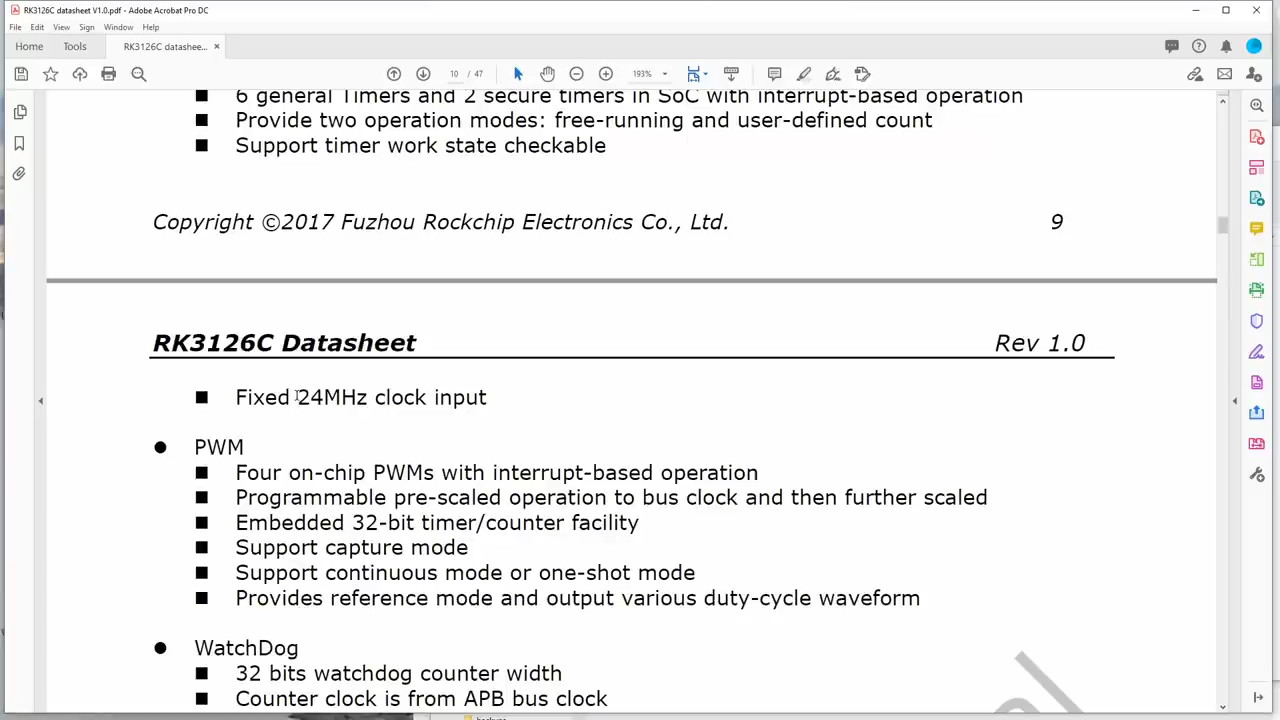 RK3126C datasheet V1.0.pdf - Adobe Acrobat Pro DC
File Edit View Sign Window Help
Home Tools RK3126C datashee... ×
10 / 47 193%
6 general Timers and 2 secure timers in SoC with interrupt-based operation
Provide two operation modes: free-running and user-defined count
Support timer work state checkable
Copyright ©2017 Fuzhou Rockchip Electronics Co., Ltd. 9
RK3126C Datasheet Rev 1.0
■ Fixed 24MHz clock input
● PWM
■ Four on-chip PWMs with interrupt-based operation
■ Programmable pre-scaled operation to bus clock and then further scaled
■ Embedded 32-bit timer/counter facility
■ Support capture mode
■ Support continuous mode or one-shot mode
■ Provides reference mode and output various duty-cycle waveform
● WatchDog
■ 32 bits watchdog counter width
■ Counter clock is from APB bus clock